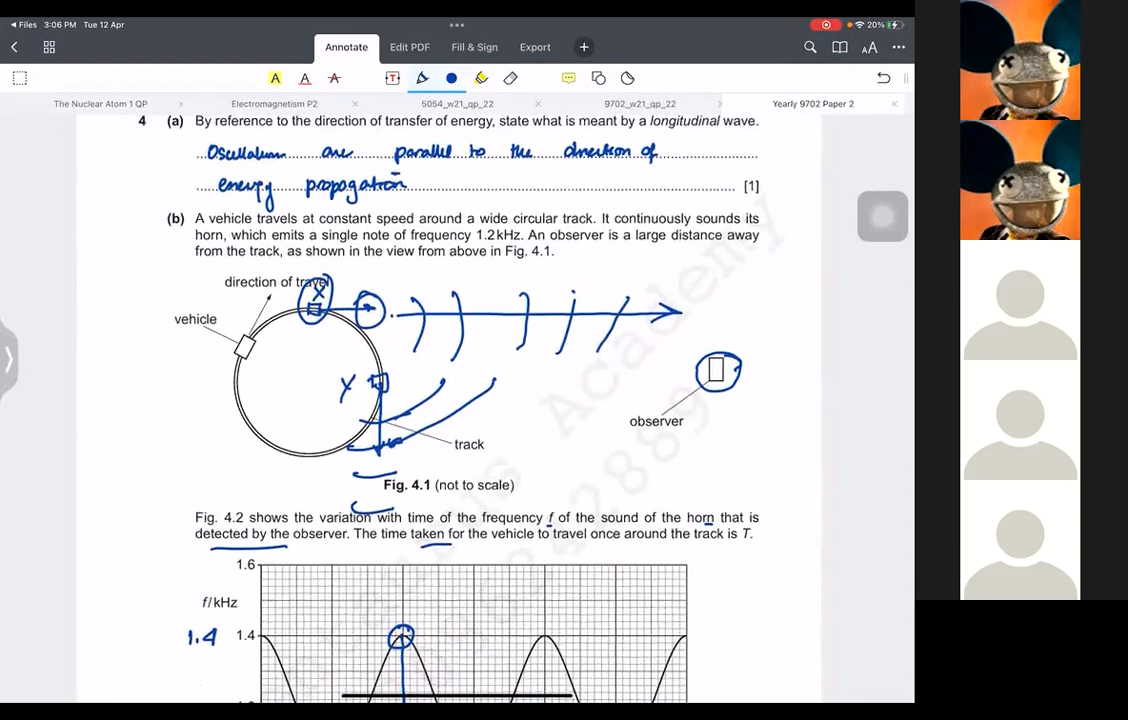 Files 3:06 PM Tue 12 Apr
20%
Annotate Edit PDF Fill & Sign Export
The Nuclear Atom 1 QP Electromagnetism P2 5054_w21_qp_22 9702_w21_qp_22 Yearly 9702 Paper 2
4 (a) By reference to the direction of transfer of energy, state what is meant by a longitudinal wave.
are parallel to the direction of
energy propogation [1]
(b) A vehicle travels at constant speed around a wide circular track. It continuously sounds its
horn, which emits a single note of frequency 1.2 kHz. An observer is a large distance away
from the track, as shown in the view from above in Fig. 4.1.
direction of travel
X
vehicle
Y
observer
track
Fig. 4.1 (not to scale)
Fig. 4.2 shows the variation with time of the frequency f of the sound of the horn that is
detected by the observer. The time taken for the vehicle to travel once around the track is T.
1.6
f/kHz
1.4 1.4
Academy